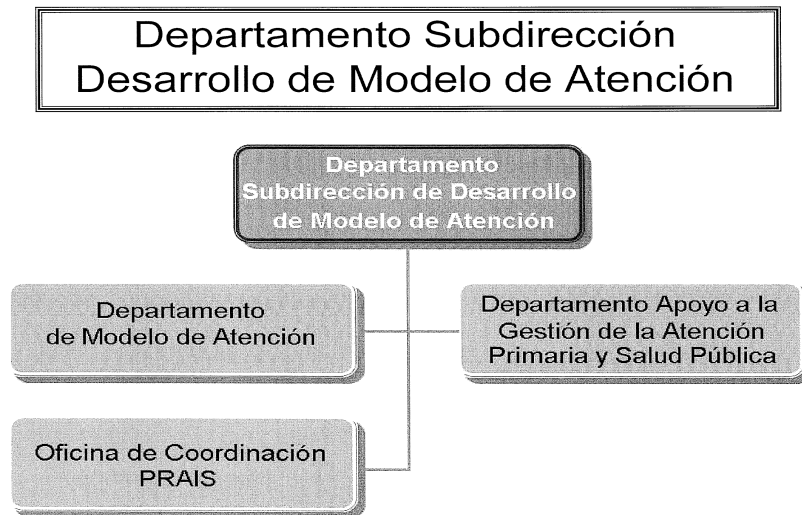 Departamento Subdirección
Desarrollo de Modelo de Atención
Departamento
Subdirección de Desarrollo
de Modelo de Atención
Departamento
de Modelo de Atención
Departamento Apoyo a la
Gestión de la Atención
Primaria y Salud Pública
Oficina de Coordinación
PRAIS